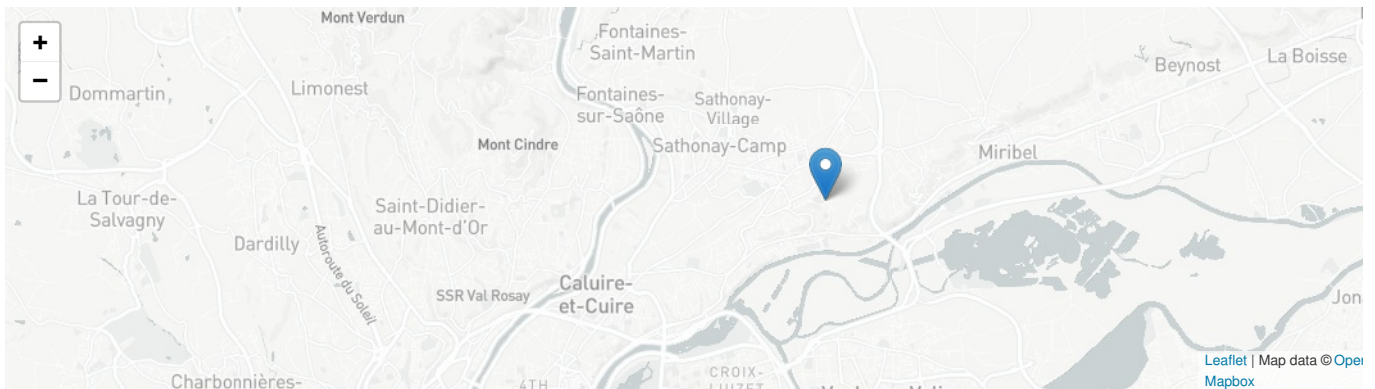 +
−
Mont Verdun
Fontaines-
Saint-Martin
La Boisse
Beynost
Dommartin
Limonest
Fontaines-
sur-Saône
Sathonay-
Village
Mont Cindre
Sathonay-Camp
Miribel
La Tour-de-
Salvagny
Saint-Didier-
au-Mont-d'Or
Dardilly
Autoroute du Soleil
SSR Val Rosay
Caluire-
et-Cuire
Jon
Leaflet | Map data © Oper
Mapbox
Charbonnières-
4TH
CROIX-